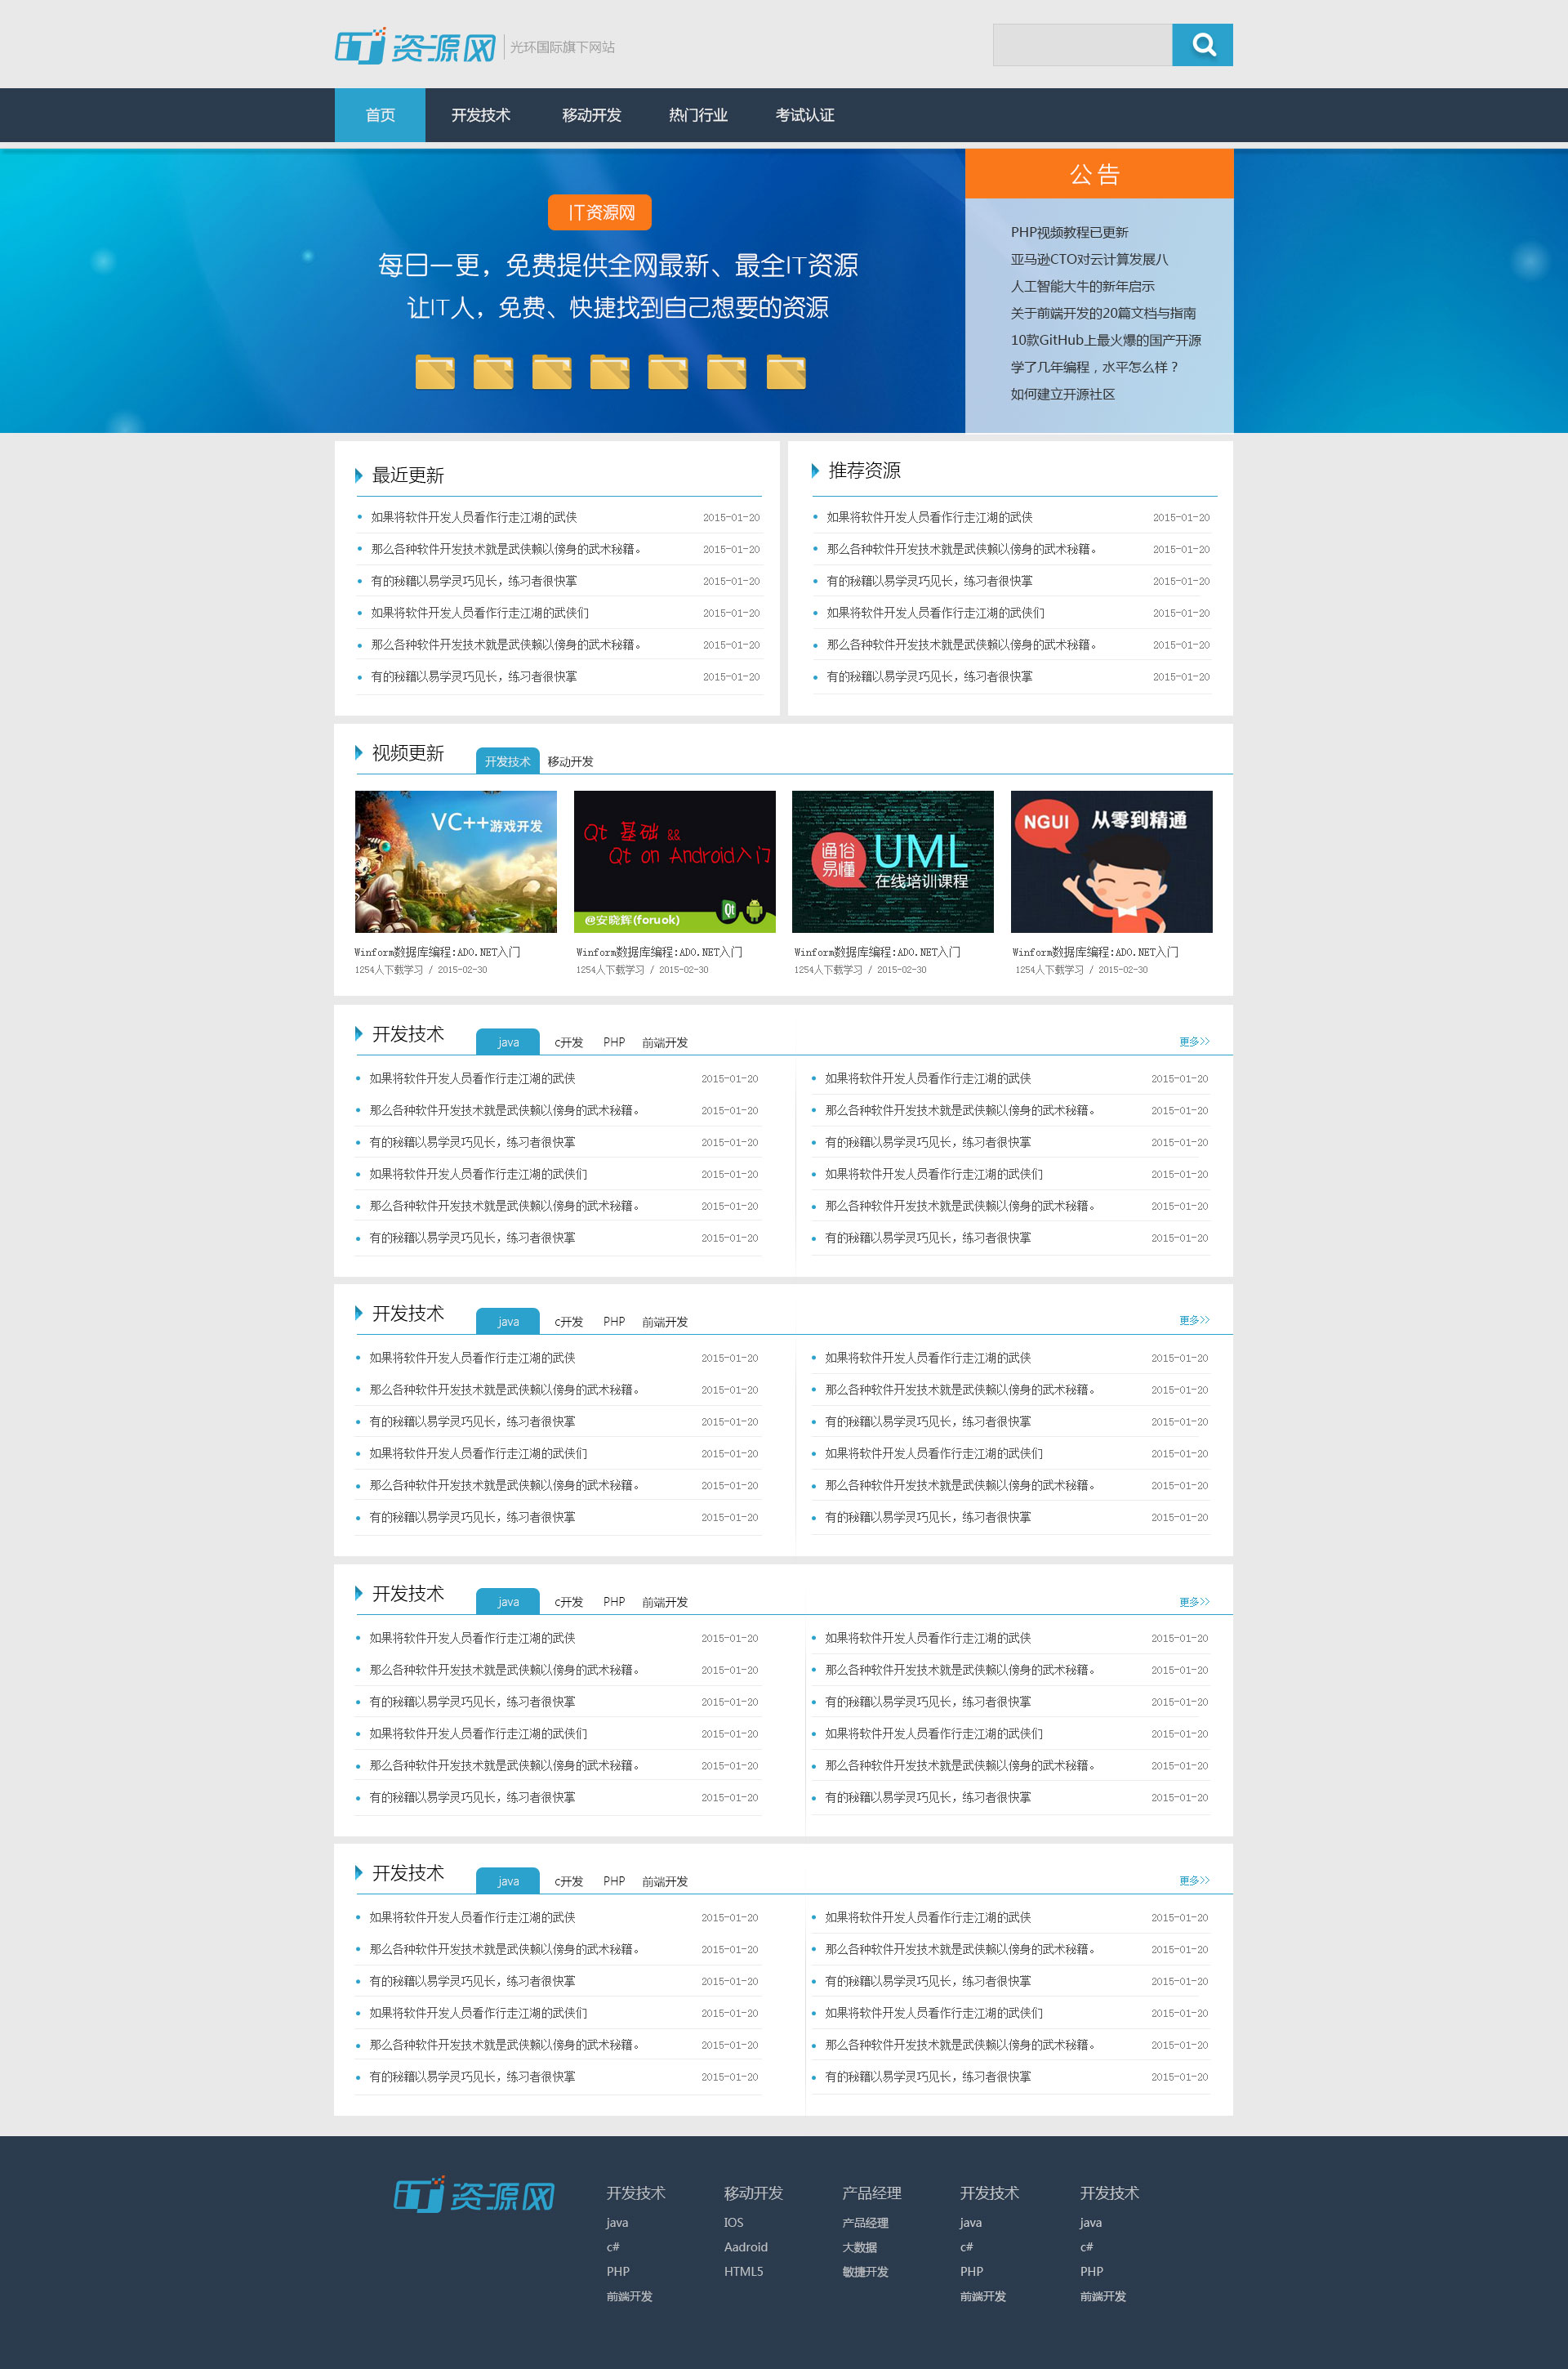 IT资源网 光环国际旗下网站
首页 开发技术 移动开发 热门行业 考试认证
IT资源网
每日一更，免费提供全网最新、最全IT资源
让IT人，免费、快捷找到自己想要的资源
公告
PHP视频教程已更新
亚马逊CTO对云计算发展八
人工智能大牛的新年启示
关于前端开发的20篇文档与指南
10款GitHub上最火爆的国产开源
学了几年编程，水平怎么样？
如何建立开源社区
最近更新
如果将软件开发人员看作行走江湖的武侠 2015-01-20
那么各种软件开发技术就是武侠赖以傍身的武术秘籍。 2015-01-20
有的秘籍以易学灵巧见长，练习者很快掌 2015-01-20
如果将软件开发人员看作行走江湖的武侠们 2015-01-20
那么各种软件开发技术就是武侠赖以傍身的武术秘籍。 2015-01-20
有的秘籍以易学灵巧见长，练习者很快掌 2015-01-20
推荐资源
如果将软件开发人员看作行走江湖的武侠 2015-01-20
那么各种软件开发技术就是武侠赖以傍身的武术秘籍。 2015-01-20
有的秘籍以易学灵巧见长，练习者很快掌 2015-01-20
如果将软件开发人员看作行走江湖的武侠们 2015-01-20
那么各种软件开发技术就是武侠赖以傍身的武术秘籍。 2015-01-20
有的秘籍以易学灵巧见长，练习者很快掌 2015-01-20
视频更新 开发技术 移动开发
VC++游戏开发
Qt 基础 &&
Qt on Android入门
Qt
@安晓辉(foruok)
通俗易懂
UML
在线培训课程
NGUI 从零到精通
Winform数据库编程:ADO.NET入门
1254人下载学习 / 2015-02-30
Winform数据库编程:ADO.NET入门
1254人下载学习 / 2015-02-30
Winform数据库编程:ADO.NET入门
1254人下载学习 / 2015-02-30
Winform数据库编程:ADO.NET入门
1254人下载学习 / 2015-02-30
开发技术 java c开发 PHP 前端开发 更多>>
如果将软件开发人员看作行走江湖的武侠 2015-01-20
那么各种软件开发技术就是武侠赖以傍身的武术秘籍。 2015-01-20
有的秘籍以易学灵巧见长，练习者很快掌 2015-01-20
如果将软件开发人员看作行走江湖的武侠们 2015-01-20
那么各种软件开发技术就是武侠赖以傍身的武术秘籍。 2015-01-20
有的秘籍以易学灵巧见长，练习者很快掌 2015-01-20
如果将软件开发人员看作行走江湖的武侠 2015-01-20
那么各种软件开发技术就是武侠赖以傍身的武术秘籍。 2015-01-20
有的秘籍以易学灵巧见长，练习者很快掌 2015-01-20
如果将软件开发人员看作行走江湖的武侠们 2015-01-20
那么各种软件开发技术就是武侠赖以傍身的武术秘籍。 2015-01-20
有的秘籍以易学灵巧见长，练习者很快掌 2015-01-20
开发技术 java c开发 PHP 前端开发 更多>>
如果将软件开发人员看作行走江湖的武侠 2015-01-20
那么各种软件开发技术就是武侠赖以傍身的武术秘籍。 2015-01-20
有的秘籍以易学灵巧见长，练习者很快掌 2015-01-20
如果将软件开发人员看作行走江湖的武侠们 2015-01-20
那么各种软件开发技术就是武侠赖以傍身的武术秘籍。 2015-01-20
有的秘籍以易学灵巧见长，练习者很快掌 2015-01-20
如果将软件开发人员看作行走江湖的武侠 2015-01-20
那么各种软件开发技术就是武侠赖以傍身的武术秘籍。 2015-01-20
有的秘籍以易学灵巧见长，练习者很快掌 2015-01-20
如果将软件开发人员看作行走江湖的武侠们 2015-01-20
那么各种软件开发技术就是武侠赖以傍身的武术秘籍。 2015-01-20
有的秘籍以易学灵巧见长，练习者很快掌 2015-01-20
开发技术 java c开发 PHP 前端开发 更多>>
如果将软件开发人员看作行走江湖的武侠 2015-01-20
那么各种软件开发技术就是武侠赖以傍身的武术秘籍。 2015-01-20
有的秘籍以易学灵巧见长，练习者很快掌 2015-01-20
如果将软件开发人员看作行走江湖的武侠们 2015-01-20
那么各种软件开发技术就是武侠赖以傍身的武术秘籍。 2015-01-20
有的秘籍以易学灵巧见长，练习者很快掌 2015-01-20
如果将软件开发人员看作行走江湖的武侠 2015-01-20
那么各种软件开发技术就是武侠赖以傍身的武术秘籍。 2015-01-20
有的秘籍以易学灵巧见长，练习者很快掌 2015-01-20
如果将软件开发人员看作行走江湖的武侠们 2015-01-20
那么各种软件开发技术就是武侠赖以傍身的武术秘籍。 2015-01-20
有的秘籍以易学灵巧见长，练习者很快掌 2015-01-20
开发技术 java c开发 PHP 前端开发 更多>>
如果将软件开发人员看作行走江湖的武侠 2015-01-20
那么各种软件开发技术就是武侠赖以傍身的武术秘籍。 2015-01-20
有的秘籍以易学灵巧见长，练习者很快掌 2015-01-20
如果将软件开发人员看作行走江湖的武侠们 2015-01-20
那么各种软件开发技术就是武侠赖以傍身的武术秘籍。 2015-01-20
有的秘籍以易学灵巧见长，练习者很快掌 2015-01-20
如果将软件开发人员看作行走江湖的武侠 2015-01-20
那么各种软件开发技术就是武侠赖以傍身的武术秘籍。 2015-01-20
有的秘籍以易学灵巧见长，练习者很快掌 2015-01-20
如果将软件开发人员看作行走江湖的武侠们 2015-01-20
那么各种软件开发技术就是武侠赖以傍身的武术秘籍。 2015-01-20
有的秘籍以易学灵巧见长，练习者很快掌 2015-01-20
IT资源网
开发技术
java
c#
PHP
前端开发
移动开发
IOS
Aadroid
HTML5
产品经理
产品经理
大数据
敏捷开发
开发技术
java
c#
PHP
前端开发
开发技术
java
c#
PHP
前端开发